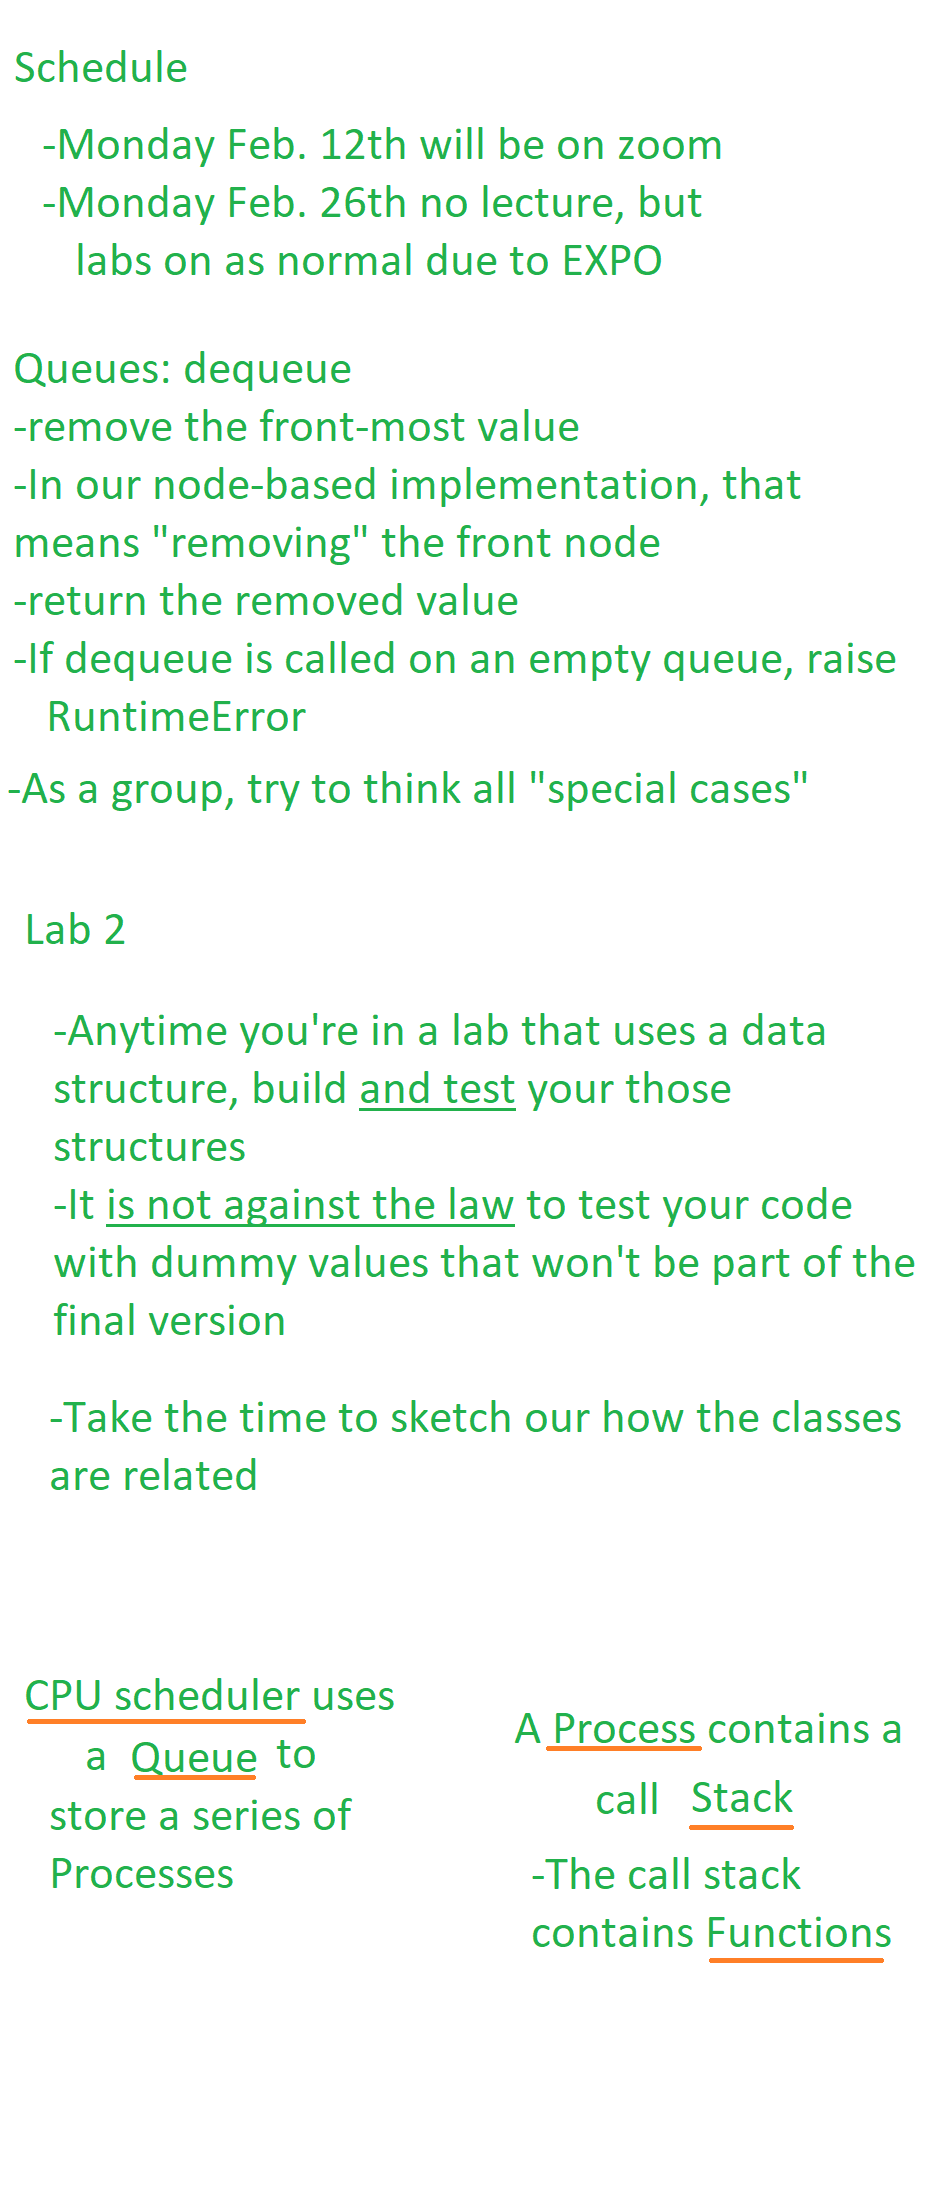 Schedule
-Monday Feb. 12th will be on zoom
-Monday Feb. 26th no lecture, but
labs on as normal due to EXPO
Queues: dequeue
-remove the front-most value
-In our node-based implementation, that
means "removing" the front node
-return the removed value
-If dequeue is called on an empty queue, raise
RuntimeError
-As a group, try to think all "special cases"
Lab 2
-Anytime you're in a lab that uses a data
structure, build and test your those
structures
-It is not against the law to test your code
with dummy values that won't be part of the
final version
-Take the time to sketch our how the classes
are related
CPU scheduler uses
a Queue to
store a series of
Processes
A Process contains a
call Stack
-The call stack
contains Functions